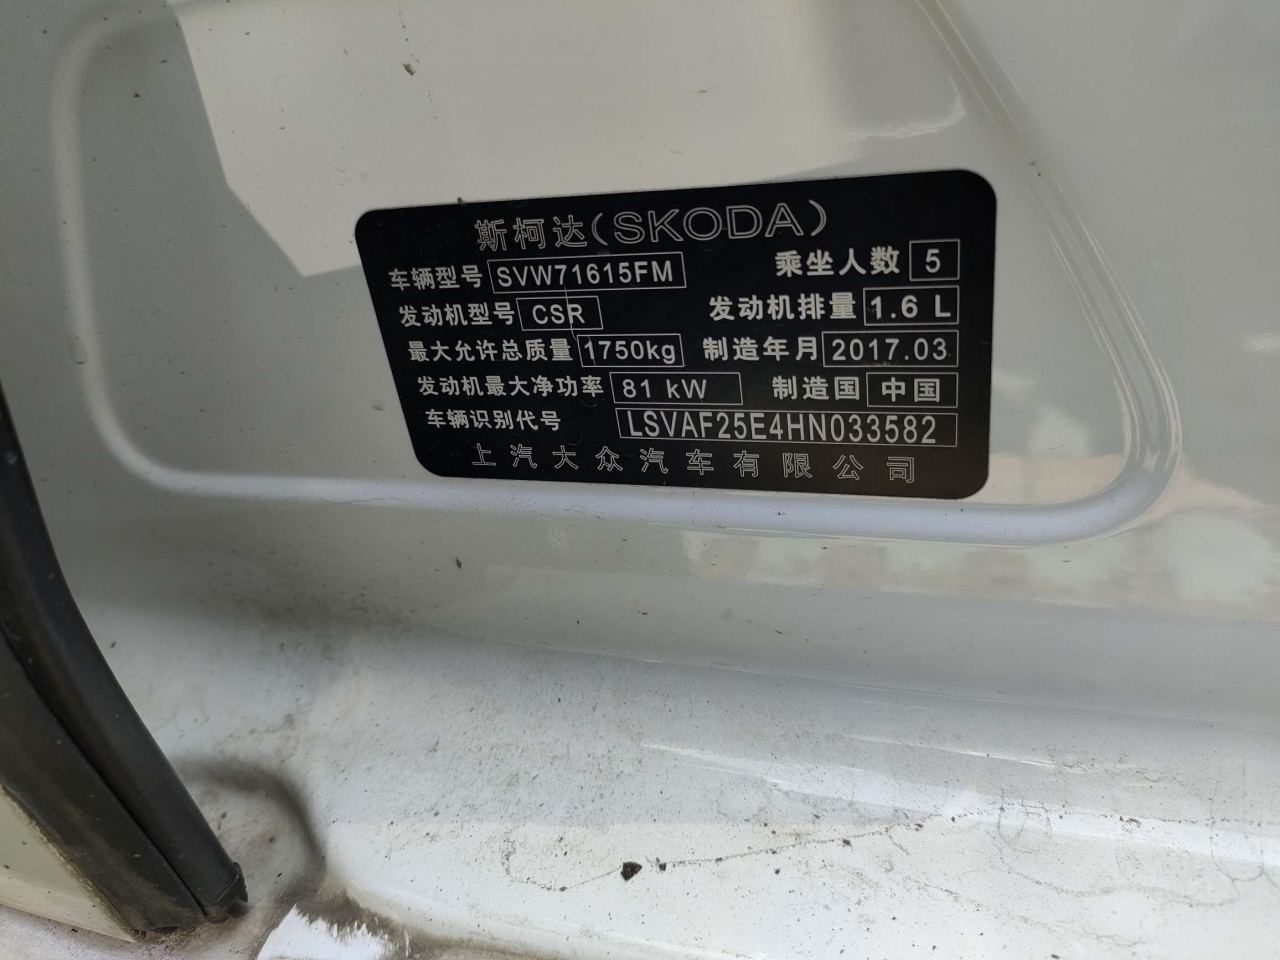 斯柯达(SKODA)
车辆型号 SVW71615FM 乘坐人数 5
发动机型号 CSR 发动机排量 1.6 L
最大允许总质量 1750kg 制造年月 2017.03
发动机最大净功率 81 kW 制造国 中国
车辆识别代号 LSVAF25E4HN033582
上汽大众汽车有限公司